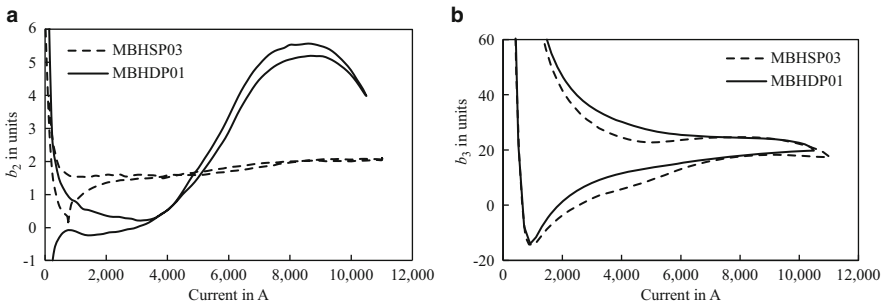 a
6
5
4
3
2
1
0
-1
b₂ in units
MBHSP03
MBHDP01
0 2,000 4,000 6,000 8,000 10,000 12,000
Current in A
b
60
40
20
0
-20
b₃ in units
MBHSP03
MBHDP01
0 2,000 4,000 6,000 8,000 10,000 12,000
Current in A